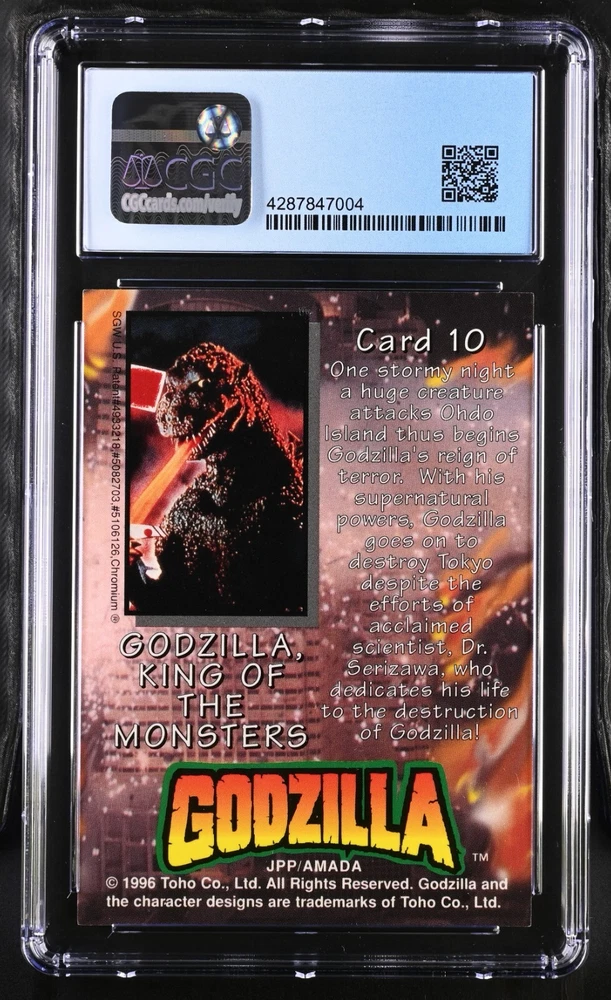 CGC
CGCcards.com/verify
4287847004
SGW U.S. Patent#4933218,#5082703,#5106126,Chromium ®
Card 10
One stormy night
a huge creature
attacks Ohdo
Island thus begins
Godzilla's reign of
terror. With his
supernatural
powers, Godzilla
goes on to
destroy Tokyo
despite the
efforts of
acclaimed
scientist, Dr.
Serizawa, who
dedicates his life
to the destruction
of Godzilla!
GODZILLA,
KING OF
THE
MONSTERS
GODZILLA TM
JPP/AMADA
© 1996 Toho Co., Ltd. All Rights Reserved. Godzilla and
the character designs are trademarks of Toho Co., Ltd.